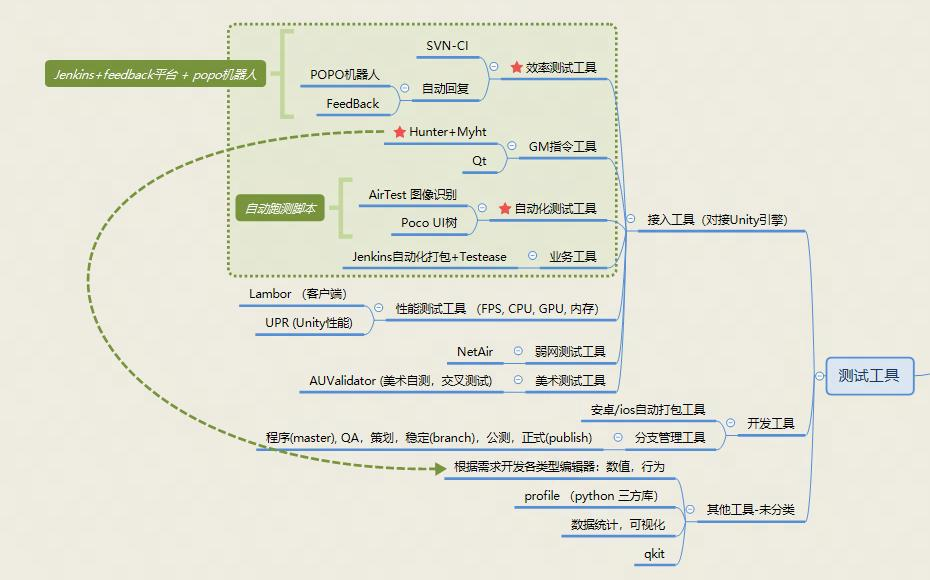 SVN-CI
效率测试工具
Jenkins+feedback平台 + popo机器人
POPO机器人
自动回复
FeedBack
Hunter+Myht
GM指令工具
Qt
AirTest 图像识别
自动跑测脚本
自动化测试工具
Poco UI树
接入工具（对接Unity引擎）
Jenkins自动化打包+Testease
业务工具
Lambor （客户端）
性能测试工具 （FPS, CPU, GPU, 内存）
UPR (Unity性能)
NetAir
弱网测试工具
AUValidator (美术自测，交叉测试)
美术测试工具
测试工具
安卓/ios自动打包工具
开发工具
程序(master), QA，策划，稳定(branch)，公测，正式(publish)
分支管理工具
根据需求开发各类型编辑器：数值，行为
profile （python 三方库）
其他工具-未分类
数据统计，可视化
qkit